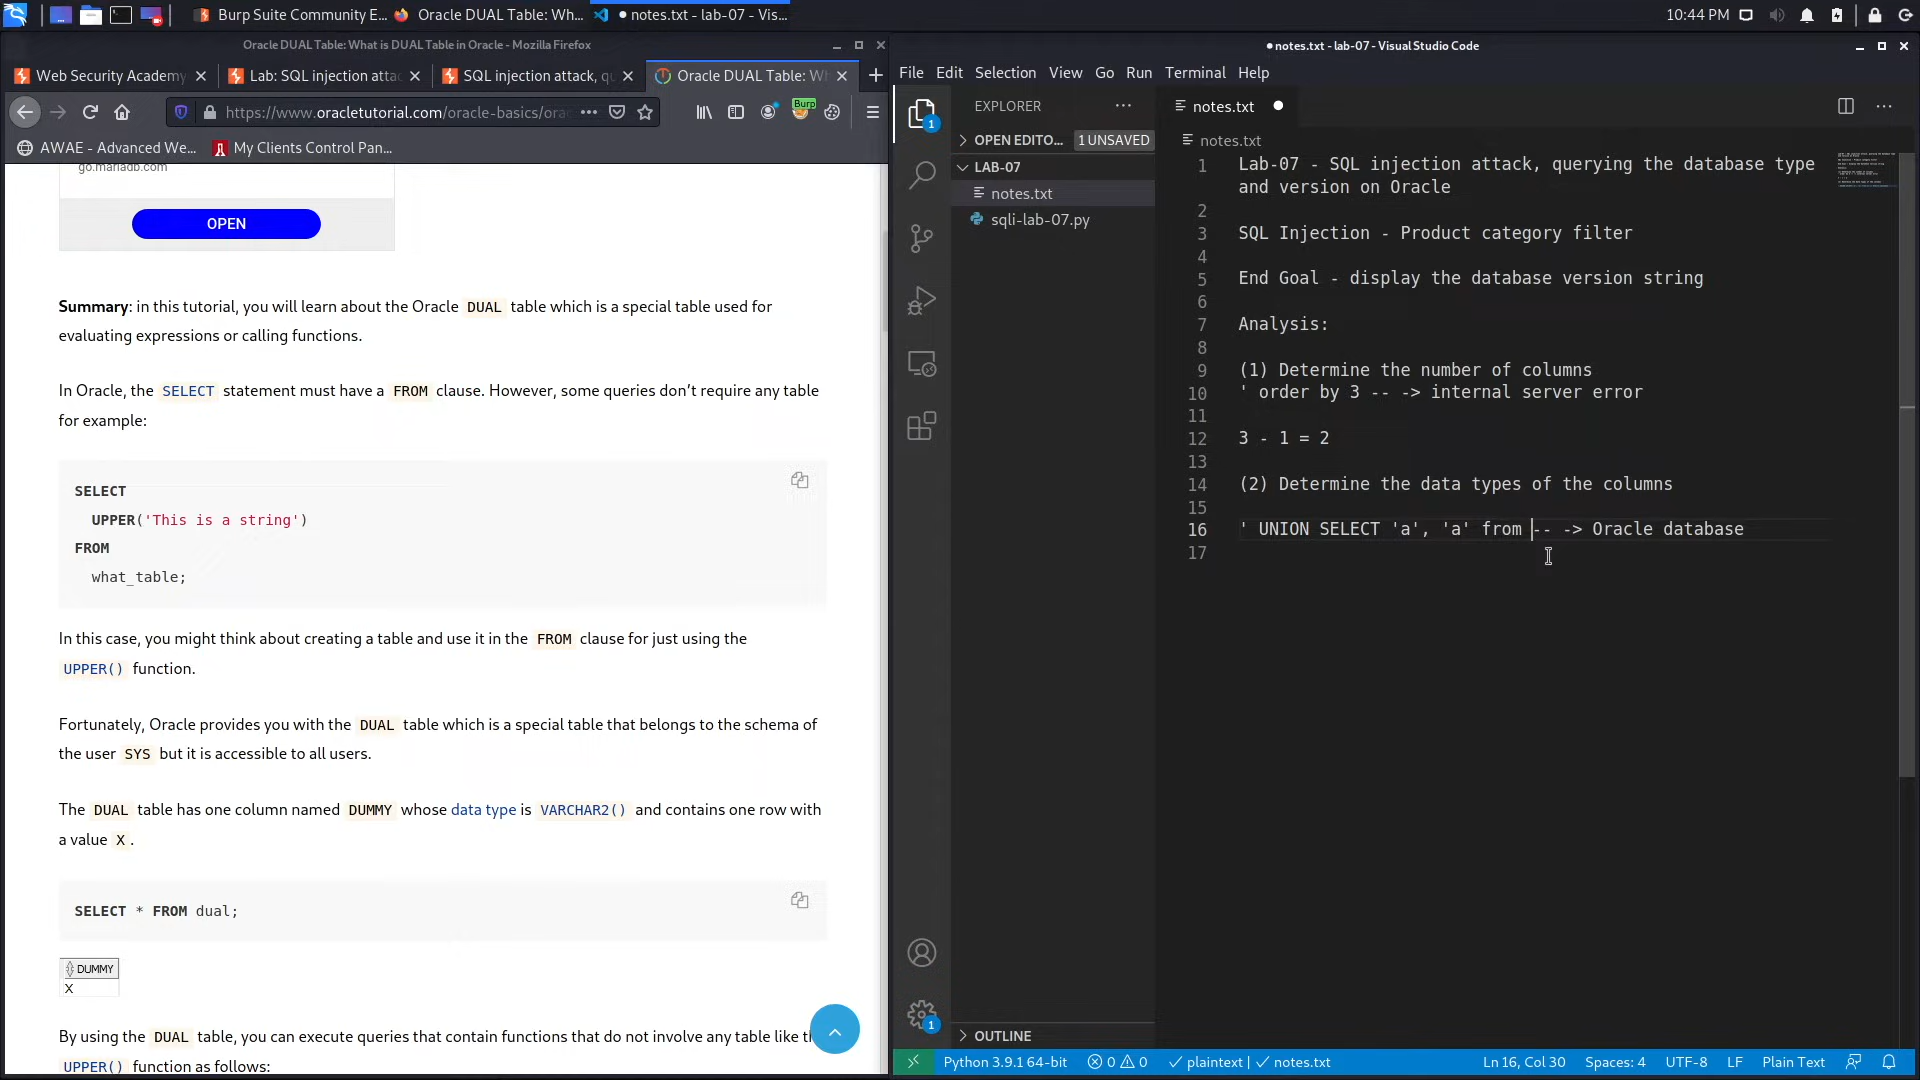 Burp Suite Community E...
Oracle DUAL Table: Wh...
● notes.txt - lab-07 - Vis...
10:44 PM
Oracle DUAL Table: What is DUAL Table in Oracle - Mozilla Firefox
Web Security Academy
Lab: SQL injection atta
SQL injection attack, qu
Oracle DUAL Table: Wh
https://www.oracletutorial.com/oracle-basics/orac
Burp
AWAE - Advanced We...
My Clients Control Pan...
go.mariadb.com
OPEN
Summary: in this tutorial, you will learn about the Oracle DUAL table which is a special table used for
evaluating expressions or calling functions.
In Oracle, the SELECT statement must have a FROM clause. However, some queries don’t require any table
for example:
SELECT
UPPER('This is a string')
FROM
what_table;
In this case, you might think about creating a table and use it in the FROM clause for just using the
UPPER() function.
Fortunately, Oracle provides you with the DUAL table which is a special table that belongs to the schema of
the user SYS but it is accessible to all users.
The DUAL table has one column named DUMMY whose data type is VARCHAR2() and contains one row with
a value X .
SELECT * FROM dual;
DUMMY
X
By using the DUAL table, you can execute queries that contain functions that do not involve any table like th
UPPER() function as follows:
● notes.txt - lab-07 - Visual Studio Code
File Edit Selection View Go Run Terminal Help
EXPLORER
OPEN EDITO... 1 UNSAVED
LAB-07
notes.txt
sqli-lab-07.py
OUTLINE
1
1
notes.txt ●
notes.txt
1 Lab-07 - SQL injection attack, querying the database type
and version on Oracle
2
3 SQL Injection - Product category filter
4
5 End Goal - display the database version string
6
7 Analysis:
8
9 (1) Determine the number of columns
10 ' order by 3 -- -> internal server error
11
12 3 - 1 = 2
13
14 (2) Determine the data types of the columns
15
16 ' UNION SELECT 'a', 'a' from -- -> Oracle database
17
Python 3.9.1 64-bit 0 0 ✓ plaintext | ✓ notes.txt Ln 16, Col 30 Spaces: 4 UTF-8 LF Plain Text